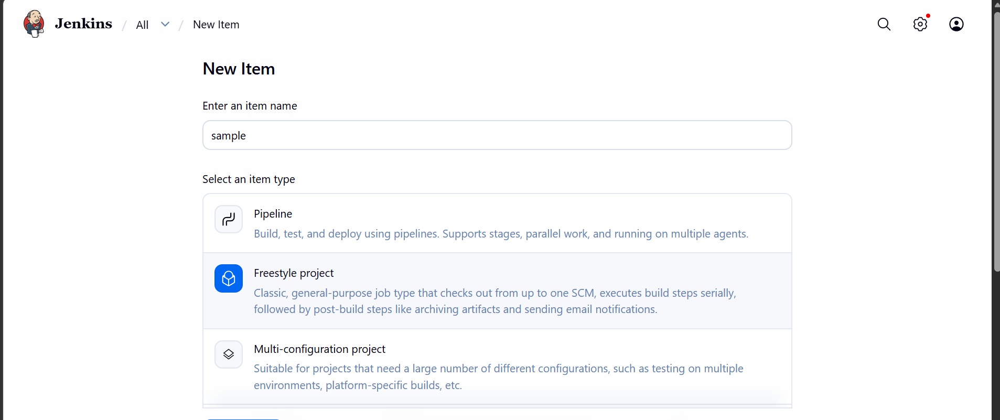 Jenkins / All / New Item
New Item
Enter an item name
sample
Select an item type
Pipeline
Build, test, and deploy using pipelines. Supports stages, parallel work, and running on multiple agents.
Freestyle project
Classic, general-purpose job type that checks out from up to one SCM, executes build steps serially,
followed by post-build steps like archiving artifacts and sending email notifications.
Multi-configuration project
Suitable for projects that need a large number of different configurations, such as testing on multiple
environments, platform-specific builds, etc.